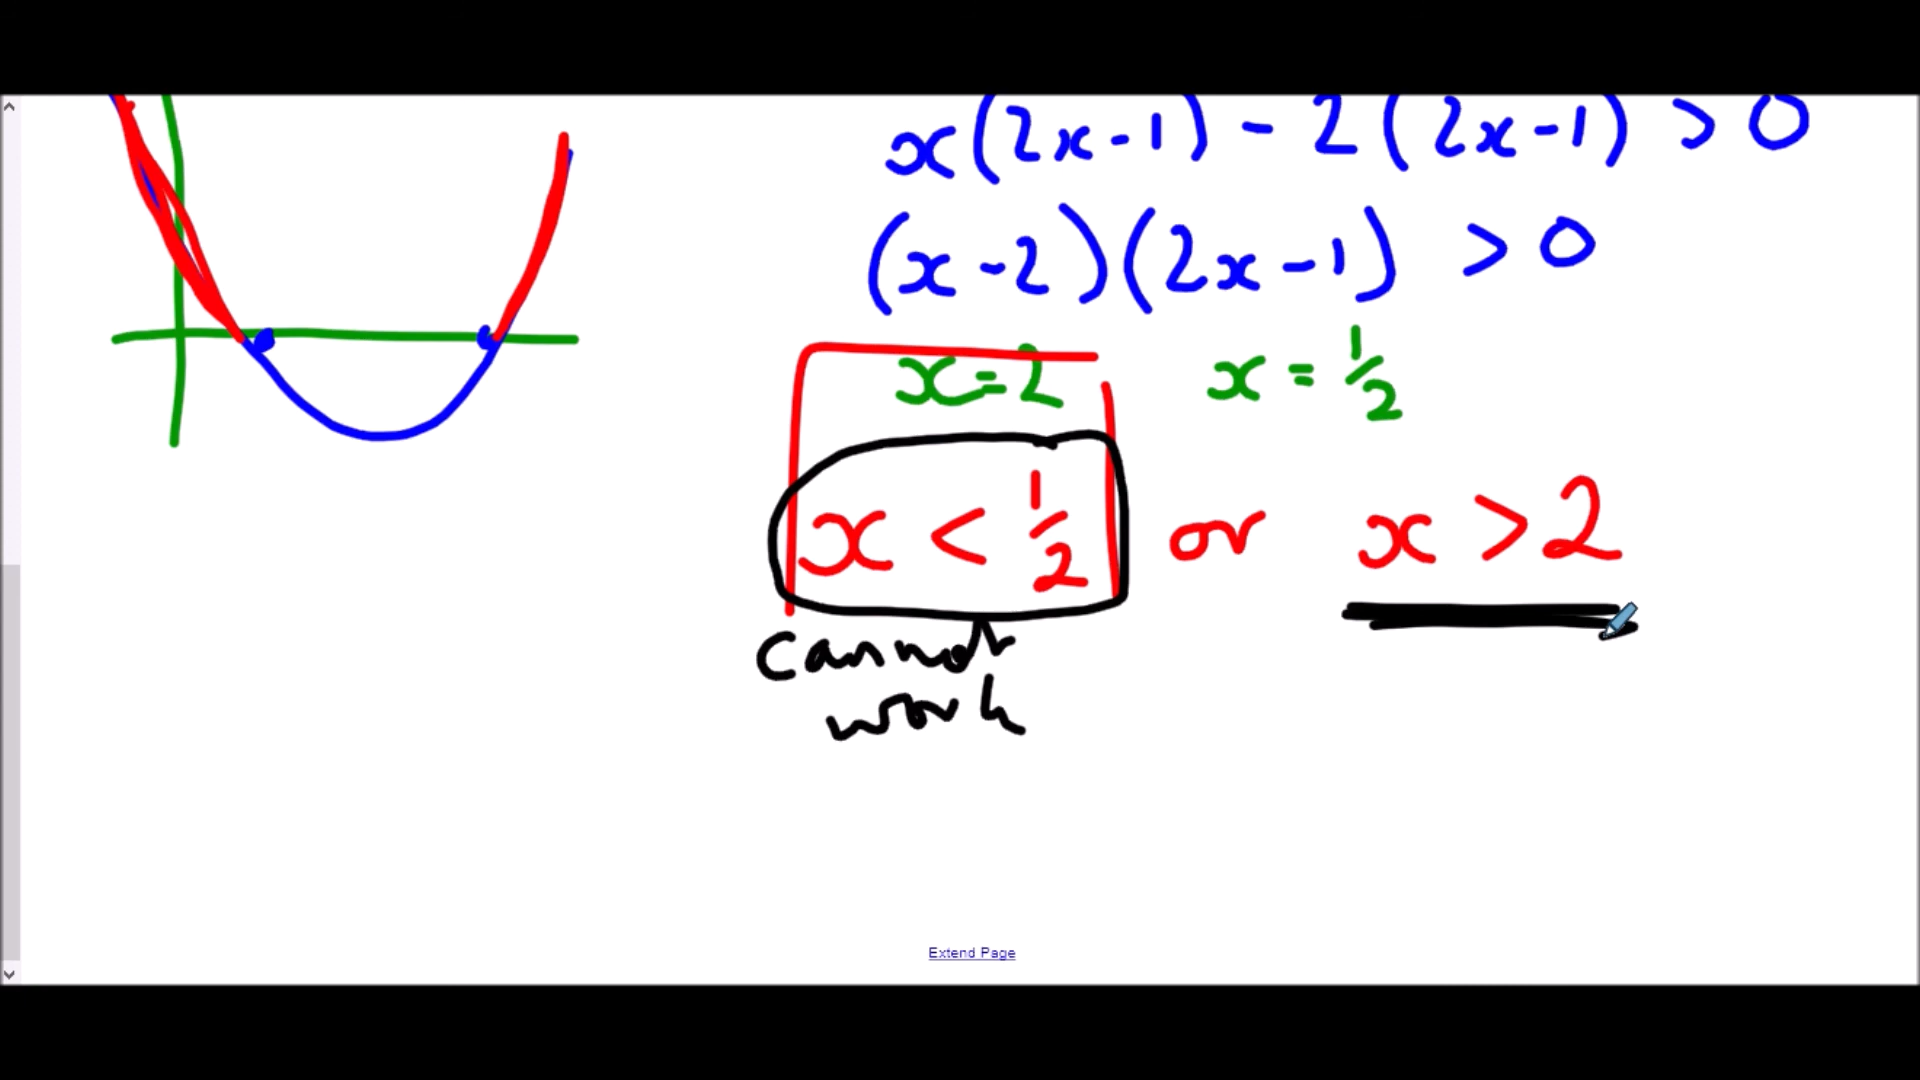 x(2x-1) - 2(2x-1) > 0
(x-2)(2x-1) > 0
x=2 x=1/2
x < 1/2 or x > 2
cannot
work
Extend Page